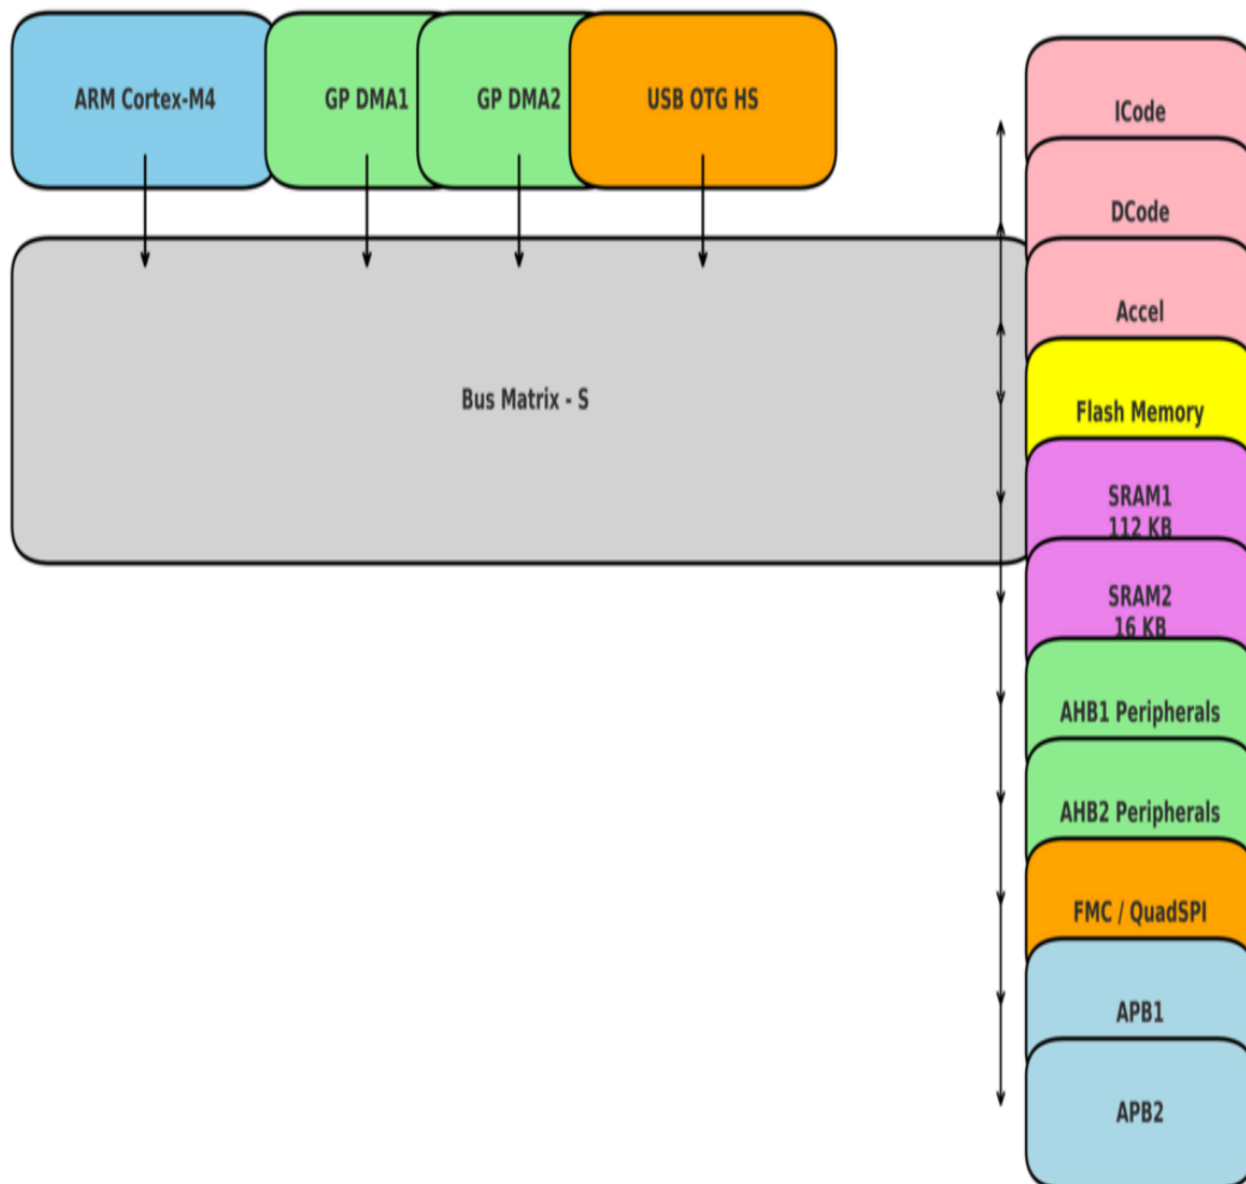 ARM Cortex-M4
GP DMA1
GP DMA2
USB OTG HS
Bus Matrix - S
ICode
DCode
Accel
Flash Memory
SRAM1
112 KB
SRAM2
16 KB
AHB1 Peripherals
AHB2 Peripherals
FMC / QuadSPI
APB1
APB2